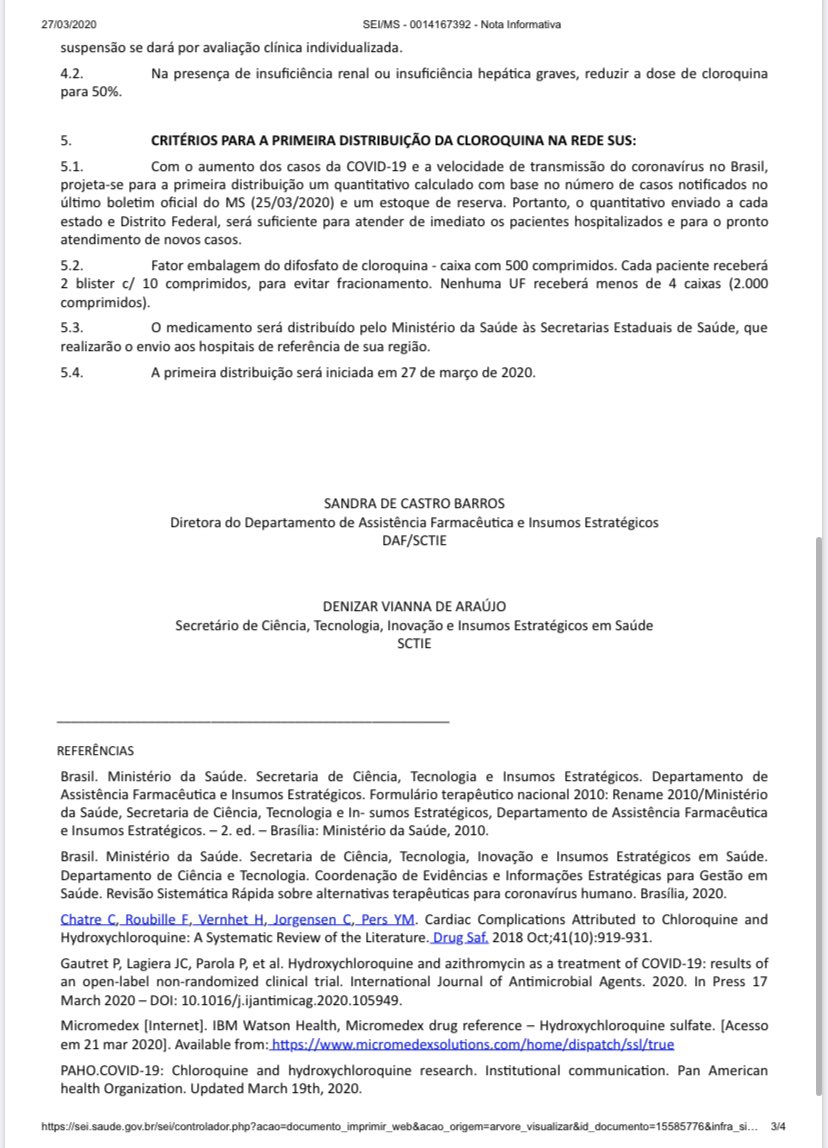 27/03/2020
SEI/MS - 0014167392 - Nota Informativa
suspensão se dará por avaliação clínica individualizada.
4.2. Na presença de insuficiência renal ou insuficiência hepática graves, reduzir a dose de cloroquina
para 50%.
5. CRITÉRIOS PARA A PRIMEIRA DISTRIBUIÇÃO DA CLOROQUINA NA REDE SUS:
5.1. Com o aumento dos casos da COVID-19 e a velocidade de transmissão do coronavírus no Brasil,
projeta-se para a primeira distribuição um quantitativo calculado com base no número de casos notificados no
último boletim oficial do MS (25/03/2020) e um estoque de reserva. Portanto, o quantitativo enviado a cada
estado e Distrito Federal, será suficiente para atender de imediato os pacientes hospitalizados e para o pronto
atendimento de novos casos.
5.2. Fator embalagem do difosfato de cloroquina - caixa com 500 comprimidos. Cada paciente receberá
2 blister c/ 10 comprimidos, para evitar fracionamento. Nenhuma UF receberá menos de 4 caixas (2.000
comprimidos).
5.3. O medicamento será distribuído pelo Ministério da Saúde às Secretarias Estaduais de Saúde, que
realizarão o envio aos hospitais de referência de sua região.
5.4. A primeira distribuição será iniciada em 27 de março de 2020.
SANDRA DE CASTRO BARROS
Diretora do Departamento de Assistência Farmacêutica e Insumos Estratégicos
DAF/SCTIE
DENIZAR VIANNA DE ARAÚJO
Secretário de Ciência, Tecnologia, Inovação e Insumos Estratégicos em Saúde
SCTIE
REFERÊNCIAS
Brasil. Ministério da Saúde. Secretaria de Ciência, Tecnologia e Insumos Estratégicos. Departamento de
Assistência Farmacêutica e Insumos Estratégicos. Formulário terapêutico nacional 2010: Rename 2010/Ministério
da Saúde, Secretaria de Ciência, Tecnologia e In- sumos Estratégicos, Departamento de Assistência Farmacêutica
e Insumos Estratégicos. – 2. ed. – Brasília: Ministério da Saúde, 2010.
Brasil. Ministério da Saúde. Secretaria de Ciência, Tecnologia, Inovação e Insumos Estratégicos em Saúde.
Departamento de Ciência e Tecnologia. Coordenação de Evidências e Informações Estratégicas para Gestão em
Saúde. Revisão Sistemática Rápida sobre alternativas terapêuticas para coronavírus humano. Brasília, 2020.
Chatre C, Roubille F, Vernhet H, Jorgensen C, Pers YM. Cardiac Complications Attributed to Chloroquine and
Hydroxychloroquine: A Systematic Review of the Literature. Drug Saf. 2018 Oct;41(10):919-931.
Gautret P, Lagiera JC, Parola P, et al. Hydroxychloroquine and azithromycin as a treatment of COVID-19: results of
an open-label non-randomized clinical trial. International Journal of Antimicrobial Agents. 2020. In Press 17
March 2020 – DOI: 10.1016/j.ijantimicag.2020.105949.
Micromedex [Internet]. IBM Watson Health, Micromedex drug reference – Hydroxychloroquine sulfate. [Acesso
em 21 mar 2020]. Available from: https://www.micromedexsolutions.com/home/dispatch/ssl/true
PAHO.COVID-19: Chloroquine and hydroxychloroquine research. Institutional communication. Pan American
health Organization. Updated March 19th, 2020.
https://sei.saude.gov.br/sei/controlador.php?acao=documento_imprimir_web&acao_origem=arvore_visualizar&id_documento=15585776&infra_si... 3/4